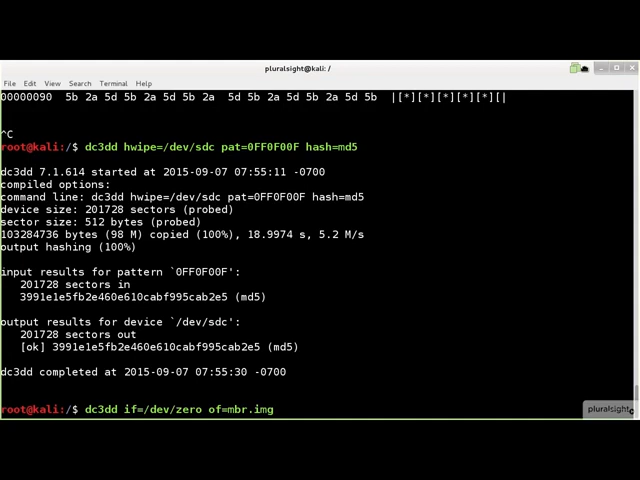 pluralsight@kali: /
File Edit View Search Terminal Help
00000090  5b 2a 5d 5b 2a 5d 5b 2a  5d 5b 2a 5d 5b 2a 5d 5b  |[*][*][*][*][*][|
^C
root@kali:/$ dc3dd hwipe=/dev/sdc pat=0FF0F00F hash=md5
dc3dd 7.1.614 started at 2015-09-07 07:55:11 -0700
compiled options:
command line: dc3dd hwipe=/dev/sdc pat=0FF0F00F hash=md5
device size: 201728 sectors (probed)
sector size: 512 bytes (probed)
103284736 bytes (98 M) copied (100%), 18.9974 s, 5.2 M/s
output hashing (100%)
input results for pattern `0FF0F00F':
201728 sectors in
3991e1e5fb2e460e610cabf995cab2e5 (md5)
output results for device `/dev/sdc':
201728 sectors out
[ok] 3991e1e5fb2e460e610cabf995cab2e5 (md5)
dc3dd completed at 2015-09-07 07:55:30 -0700
root@kali:/$ dc3dd if=/dev/zero of=mbr.img
pluralsight